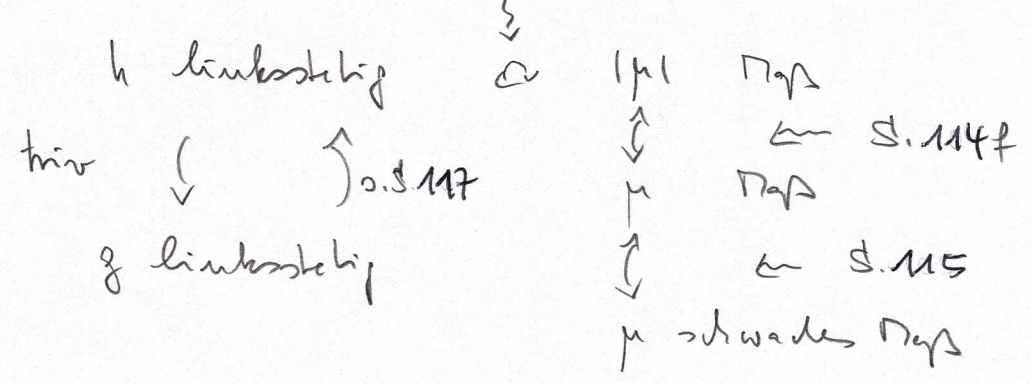 h linksstetig ⇔ |μ| Maß
← S. 114f
triv o. S. 117 μ Maß
g linksstetig ← S. 115
μ schwaches Maß